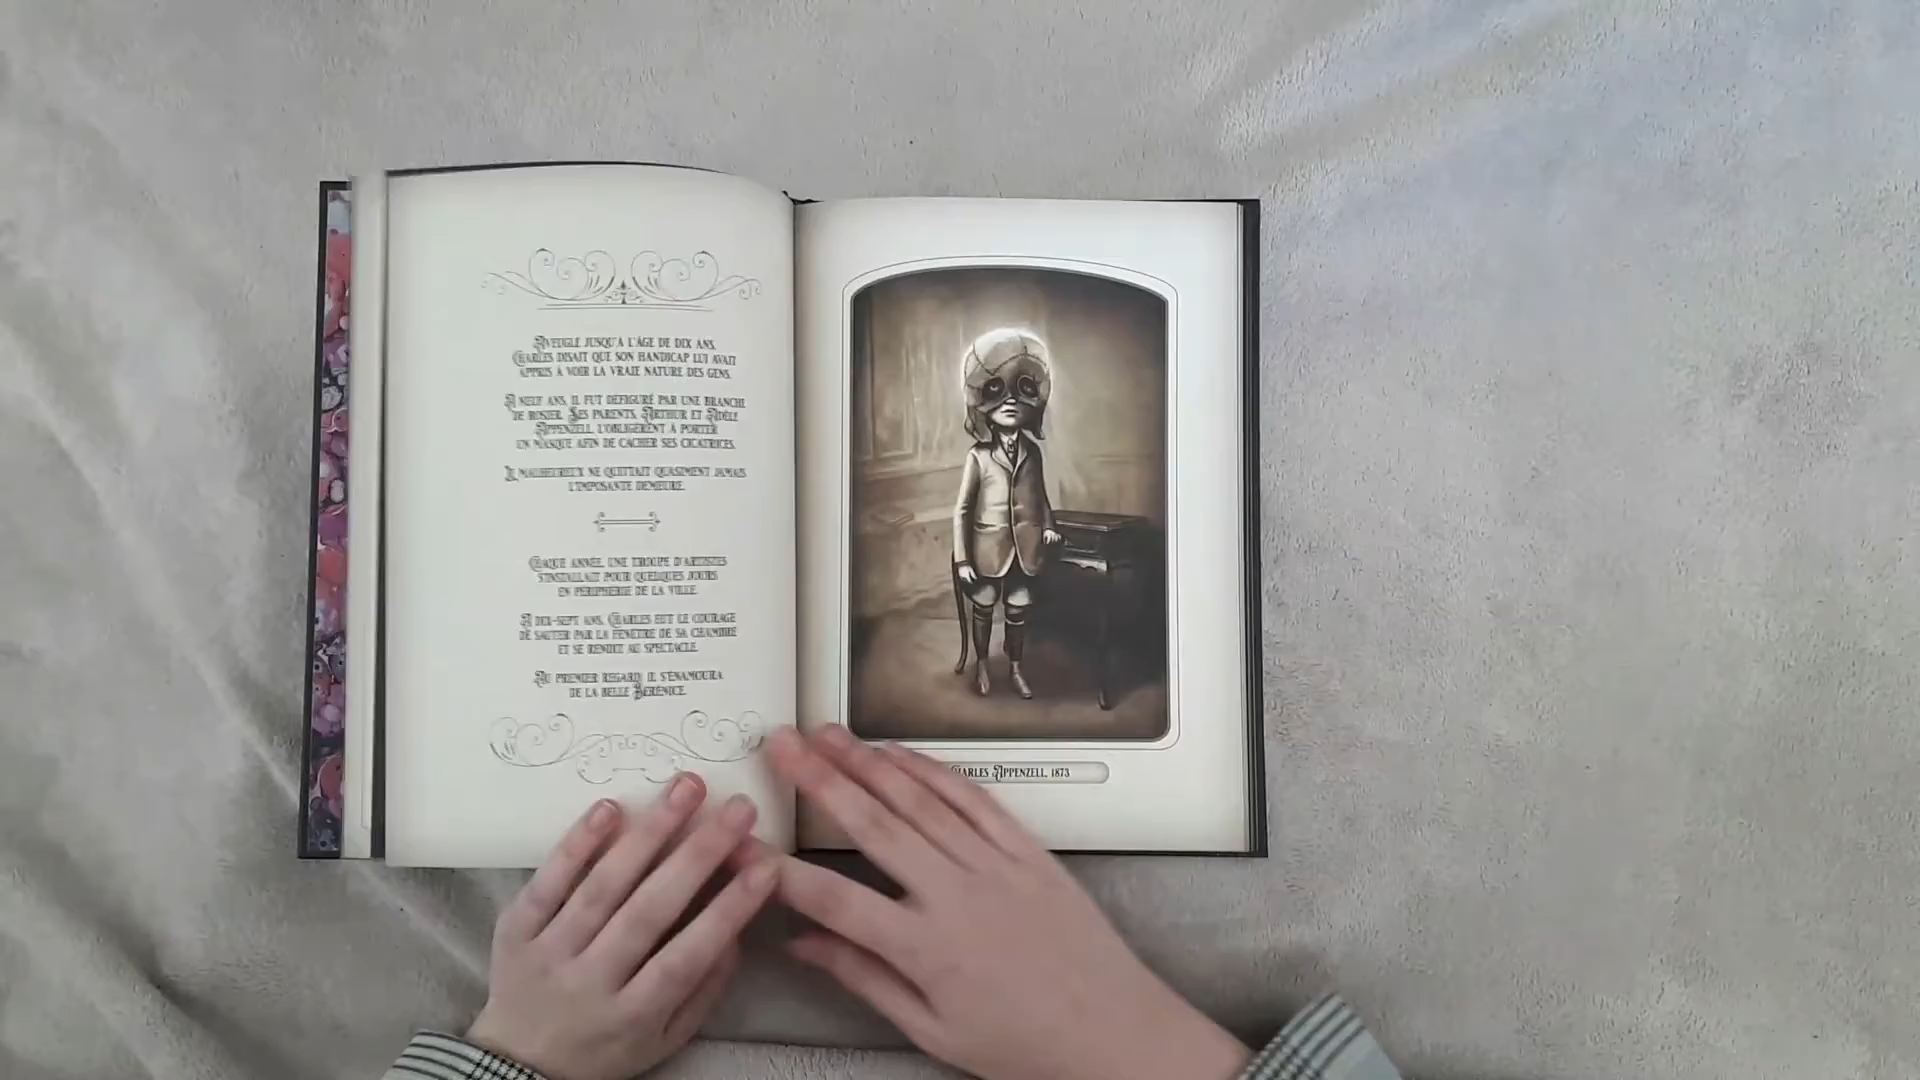 AVEUGLE JUSQU'A L'ÂGE DE DIX ANS,
CHARLES DISAIT QUE SON HANDICAP LUI AVAIT
APPRIS À VOIR LA VRAIE NATURE DES GENS.
A NEUF ANS, IL FUT DÉFIGURÉ PAR UNE BRANCHE
DE ROSIER. SES PARENTS, ARTHUR ET ADÈLE
APPENZELL, L'OBLIGÈRENT À PORTER
UN MASQUE AFIN DE CACHER SES CICATRICES.
LE MALHEUREUX NE QUITTAIT QUASIMENT JAMAIS
L'IMPOSANTE DEMEURE.
CHAQUE ANNÉE, UNE TROUPE D'ARTISTES
S'INSTALLAIT POUR QUELQUES JOURS
EN PÉRIPHÉRIE DE LA VILLE.
A DIX-SEPT ANS, CHARLES EUT LE COURAGE
DE SAUTER PAR LA FENÊTRE DE SA CHAMBRE
ET SE RENDIT AU SPECTACLE.
AU PREMIER REGARD, IL S'ÉNAMOURA
DE LA BELLE BÉRÉNICE.
CHARLES APPENZELL, 1873